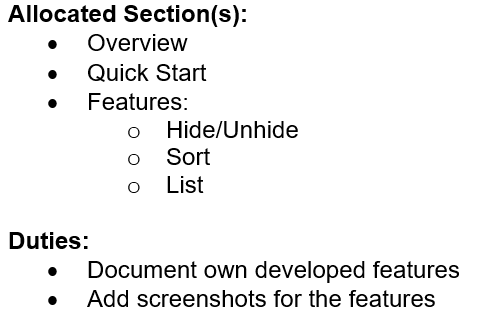 Allocated Section(s):
• Overview
• Quick Start
• Features:
o Hide/Unhide
o Sort
o List
Duties:
• Document own developed features
• Add screenshots for the features